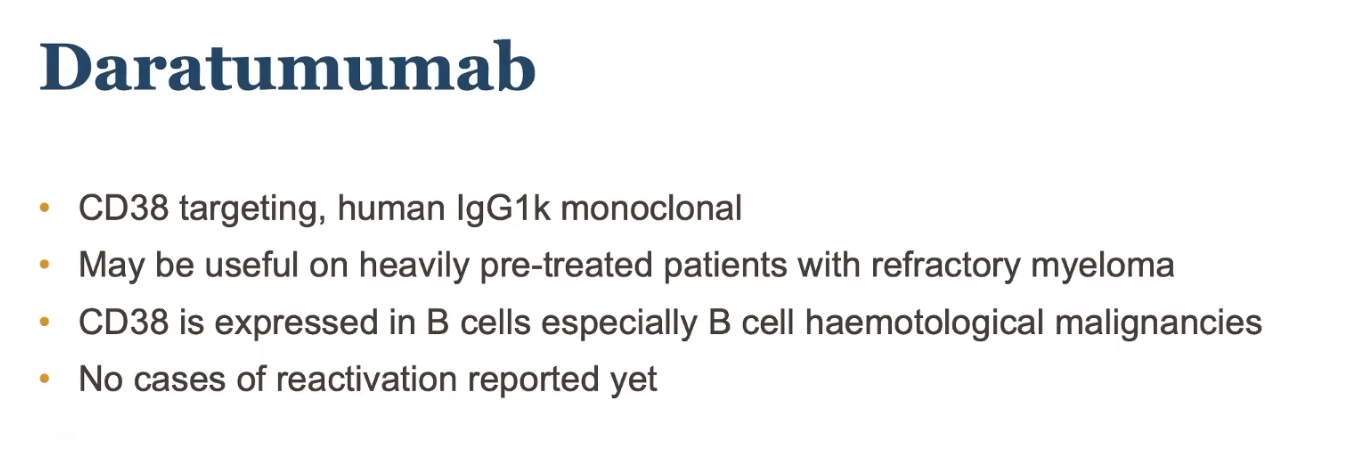 Daratumumab
• CD38 targeting, human IgG1k monoclonal
• May be useful on heavily pre-treated patients with refractory myeloma
• CD38 is expressed in B cells especially B cell haemotological malignancies
• No cases of reactivation reported yet